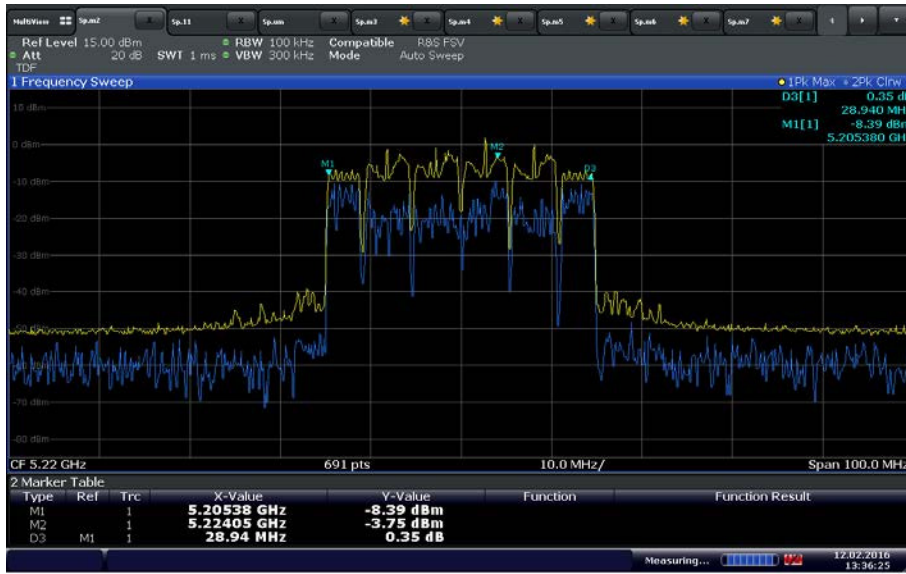 MultiView Sp.m2 X Sp.11 X Sp.um X Sp.m3 X Sp.m4 X Sp.m5 X Sp.m6 X Sp.m7 X
Ref Level 15.00 dBm RBW 100 kHz Compatible R&S FSV
Att 20 dB SWT 1 ms VBW 300 kHz Mode Auto Sweep
TDF
1 Frequency Sweep 1Pk Max 2Pk Clrw
D3[1] 0.35 d
28.940 MH
M1[1] -8.39 dBm
5.205380 GH
10 dBm
0 dBm
M1 M2 D3
-10 dBm
-20 dBm
-30 dBm
-40 dBm
-70 dBm
-80 dBm
CF 5.22 GHz 691 pts 10.0 MHz/ Span 100.0 MHz
2 Marker Table
Type Ref Trc X-Value Y-Value Function Function Result
M1 1 5.20538 GHz -8.39 dBm
M2 1 5.22405 GHz -3.75 dBm
D3 M1 1 28.94 MHz 0.35 dB
Measuring... 12.02.2016
13:36:25